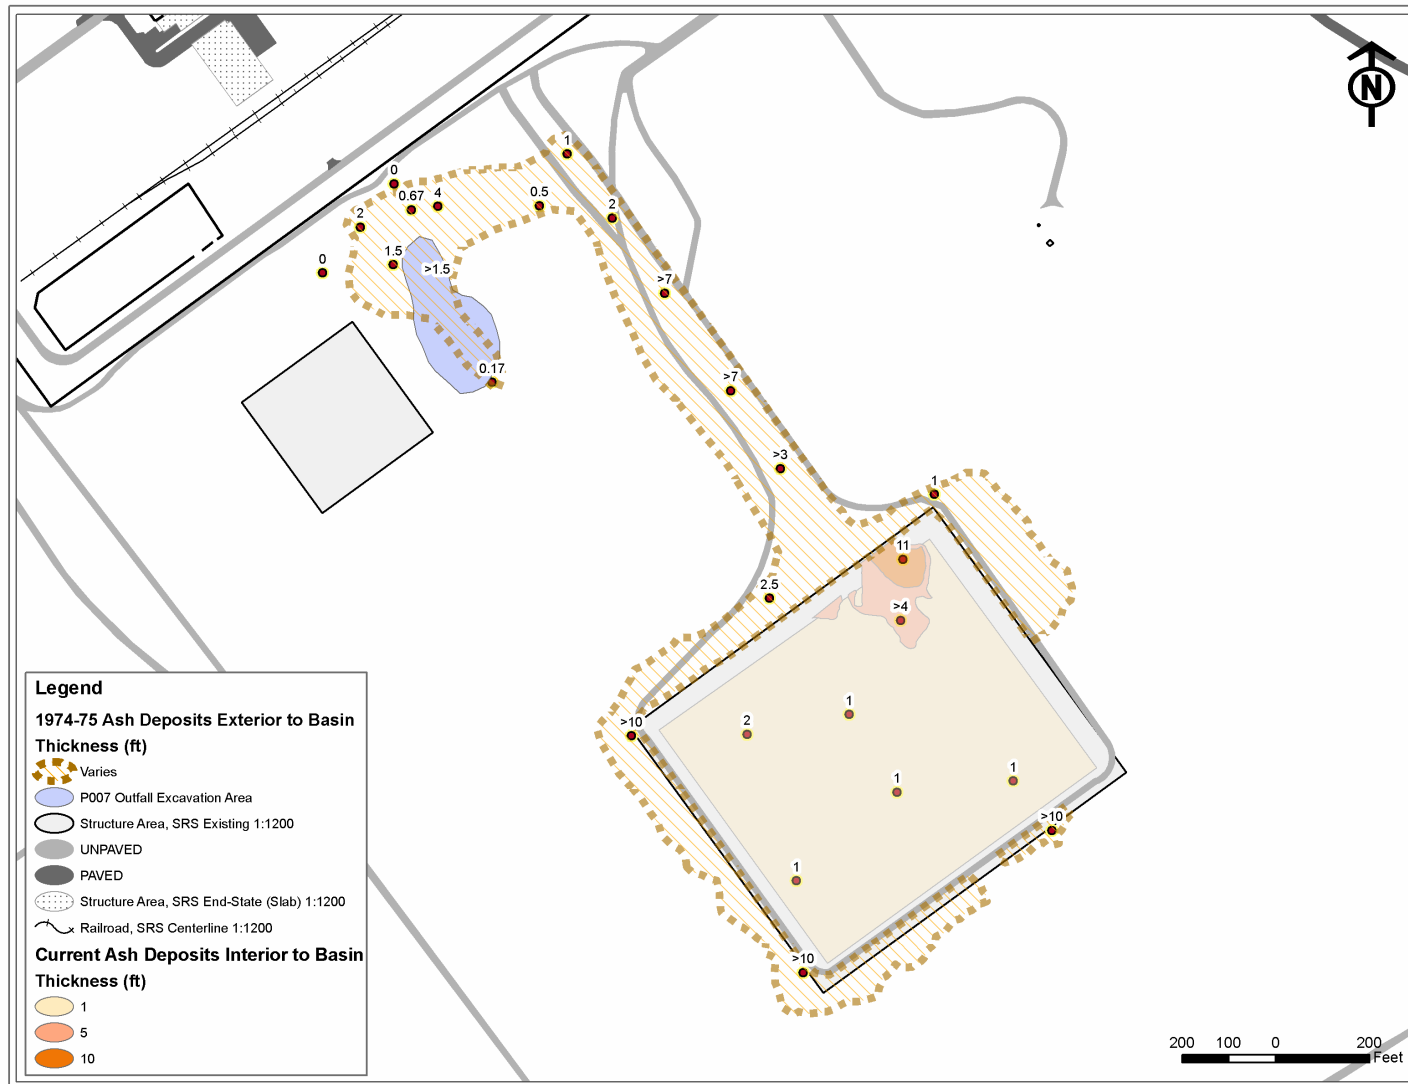 N
1
0
0.67
4
0.5
2
2
1.5
>1.5
0
>7
0.17
>7
>3
1
11
2.5
>4
1
>10
2
1
1
>10
1
>10
Legend
1974-75 Ash Deposits Exterior to Basin
Thickness (ft)
Varies
P007 Outfall Excavation Area
Structure Area, SRS Existing 1:1200
UNPAVED
PAVED
Structure Area, SRS End-State (Slab) 1:1200
Railroad, SRS Centerline 1:1200
Current Ash Deposits Interior to Basin
Thickness (ft)
1
5
10
200 100 0 200
Feet